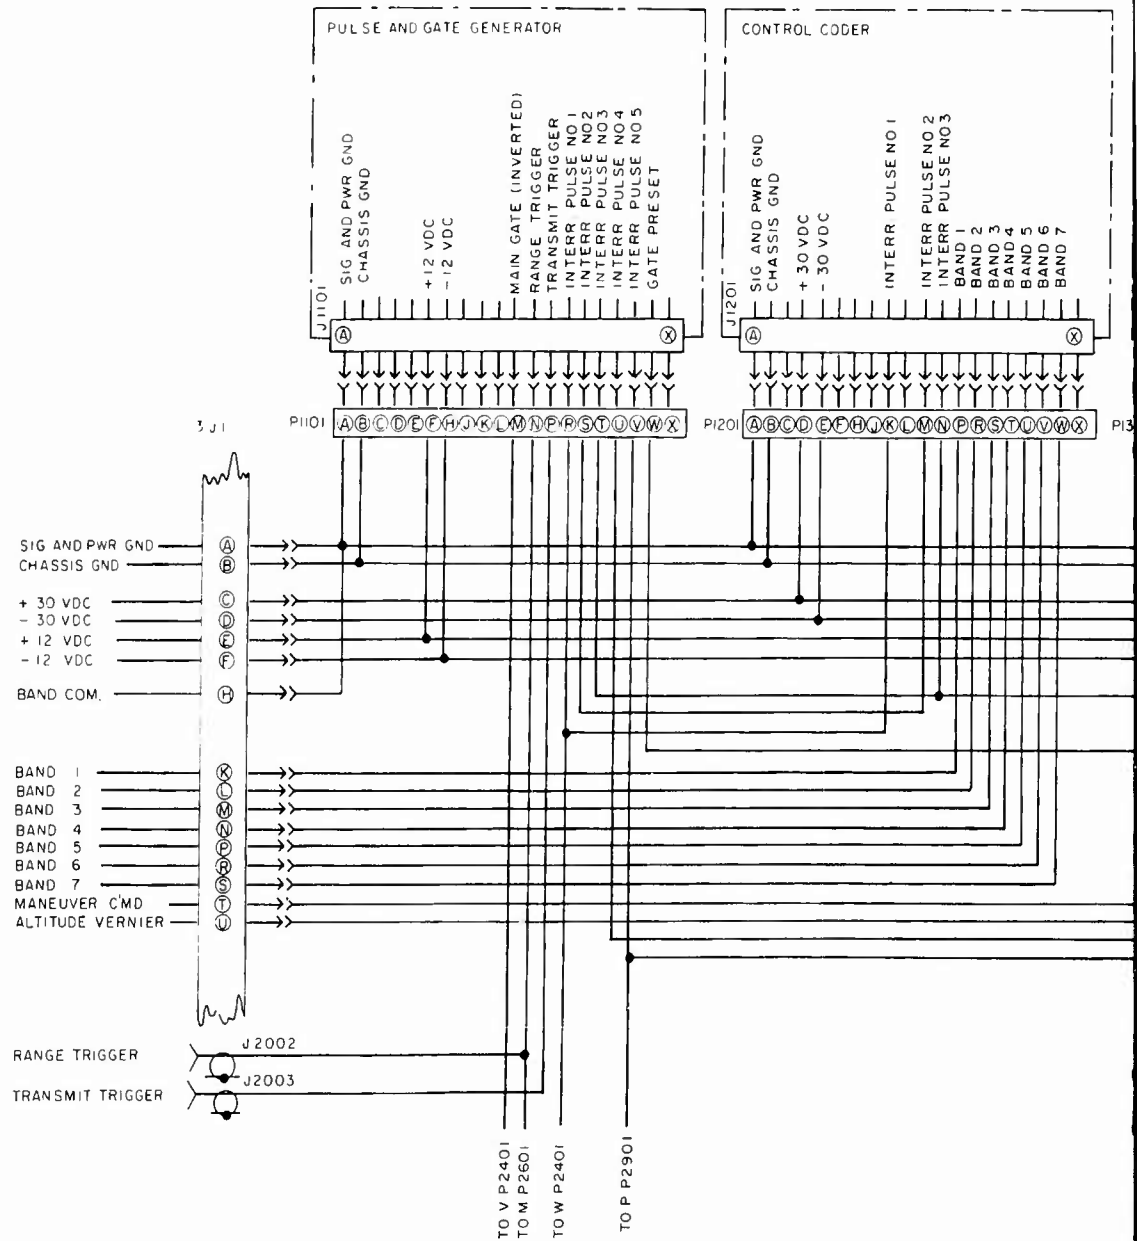 PULSE AND GATE GENERATOR
CONTROL CODER
SIG AND PWR GND
CHASSIS GND
+12 VDC
-12 VDC
MAIN GATE (INVERTED)
RANGE TRIGGER
TRANSMIT TRIGGER
INTERR PULSE NO 1
INTERR PULSE NO 2
INTERR PULSE NO 3
INTERR PULSE NO 4
INTERR PULSE NO 5
GATE PRESET
SIG AND PWR GND
CHASSIS GND
+30 VDC
-30 VDC
INTERR PULSE NO 1
INTERR PULSE NO 2
INTERR PULSE NO 3
BAND 1
BAND 2
BAND 3
BAND 4
BAND 5
BAND 6
BAND 7
J1101
A X
J1201
A X
3 J1
P1101 A B C D E F H J K L M N P R S T U V W X
P1201 A B C D E F H J K L M N P R S T U V W X
P13
SIG AND PWR GND A
CHASSIS GND B
+ 30 VDC C
- 30 VDC D
+ 12 VDC E
- 12 VDC F
BAND COM. H
BAND 1 K
BAND 2 L
BAND 3 M
BAND 4 N
BAND 5 P
BAND 6 R
BAND 7 S
MANEUVER C'MD T
ALTITUDE VERNIER U
RANGE TRIGGER J2002
TRANSMIT TRIGGER J2003
TO V P2401
TO M P2601
TO W P2401
TO P P2901